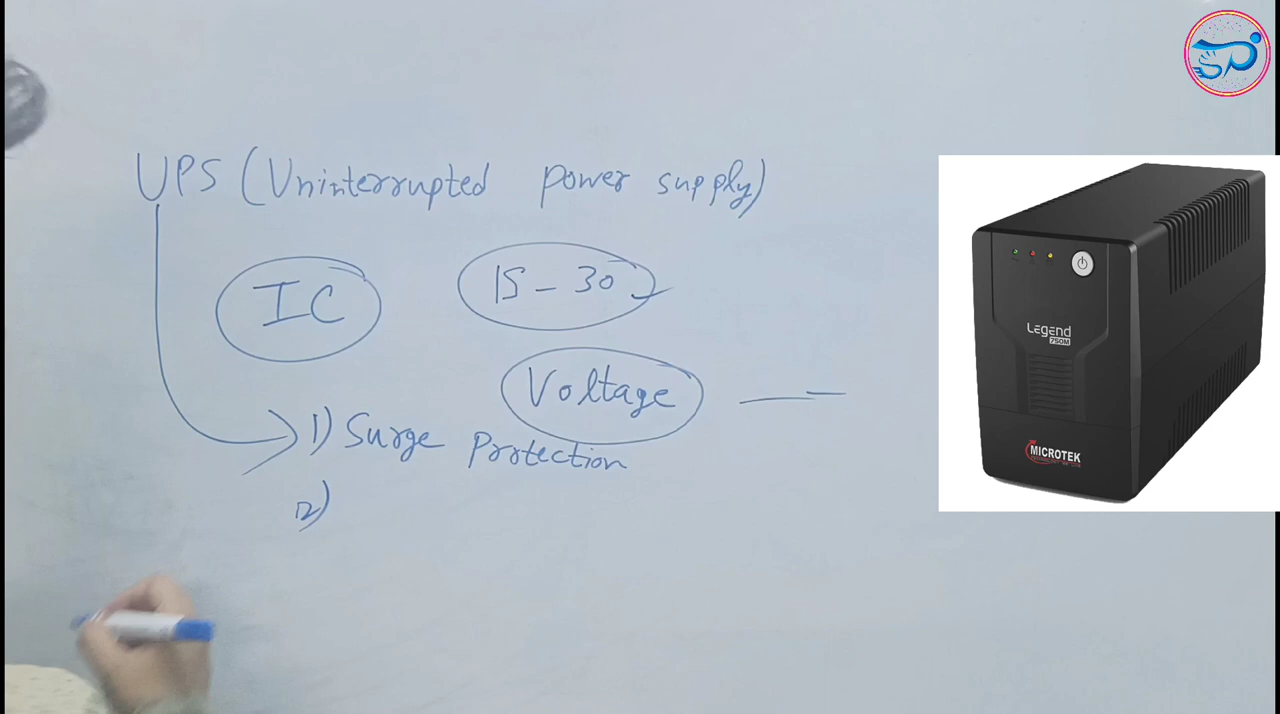 UPS (Uninterrupted power supply)
IC
15 - 30
Voltage
1) Surge Protection
2)
Legend
750M
MICROTEK